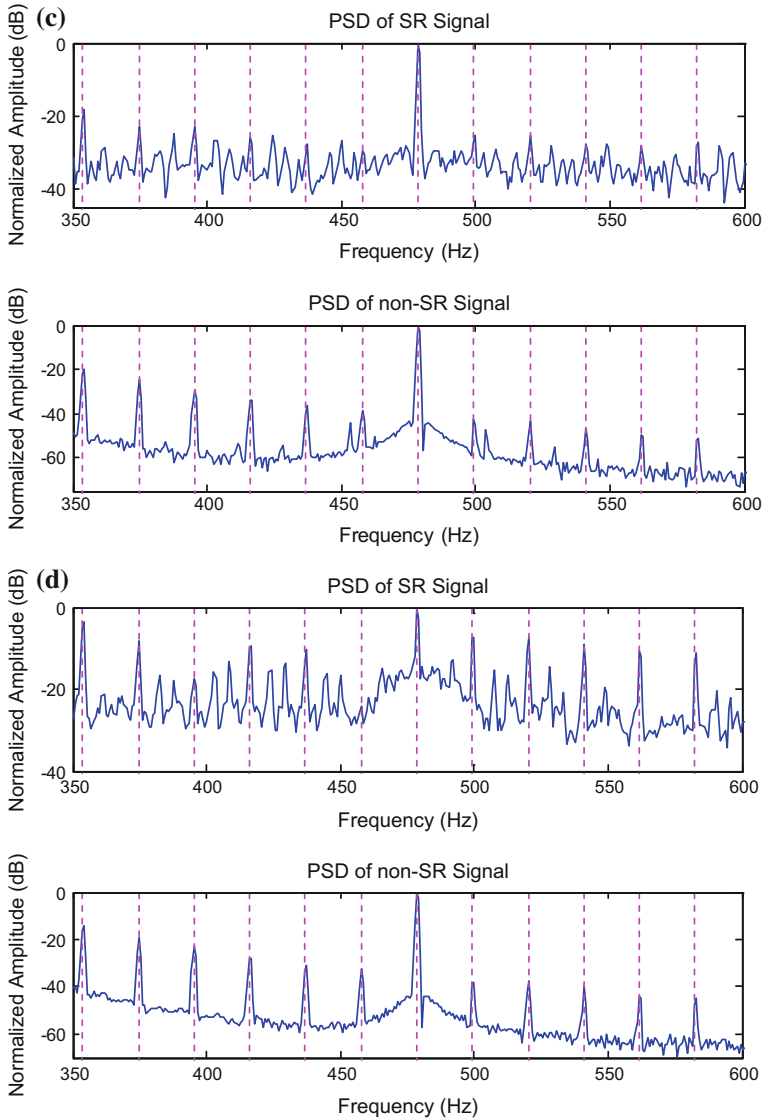 (c)
PSD of SR Signal
Normalized Amplitude (dB)
0
-20
-40
350 400 450 500 550 600
Frequency (Hz)
PSD of non-SR Signal
Normalized Amplitude (dB)
0
-20
-40
-60
350 400 450 500 550 600
Frequency (Hz)
(d)
PSD of SR Signal
Normalized Amplitude (dB)
0
-20
-40
350 400 450 500 550 600
Frequency (Hz)
PSD of non-SR Signal
Normalized Amplitude (dB)
0
-20
-40
-60
350 400 450 500 550 600
Frequency (Hz)